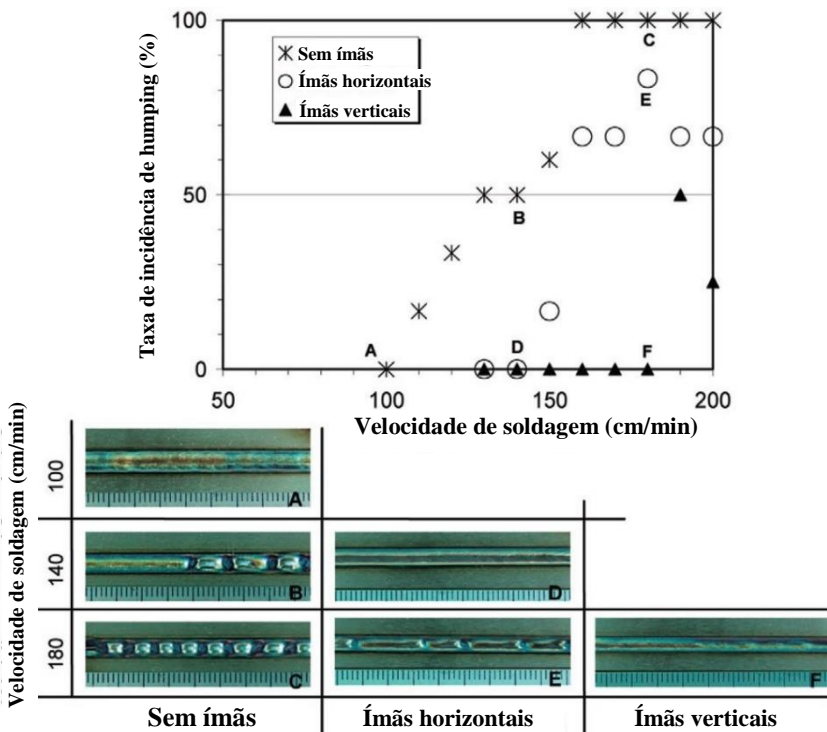 Taxa de incidência de humping (%)
100
50
0
Sem ímãs
Ímãs horizontais
Ímãs verticais
A
B
C
D
E
F
50
100
150
200
Velocidade de soldagem (cm/min)
Velocidade de soldagem (cm/min)
100
A
140
B
D
180
C
E
F
Sem ímãs
Ímãs horizontais
Ímãs verticais